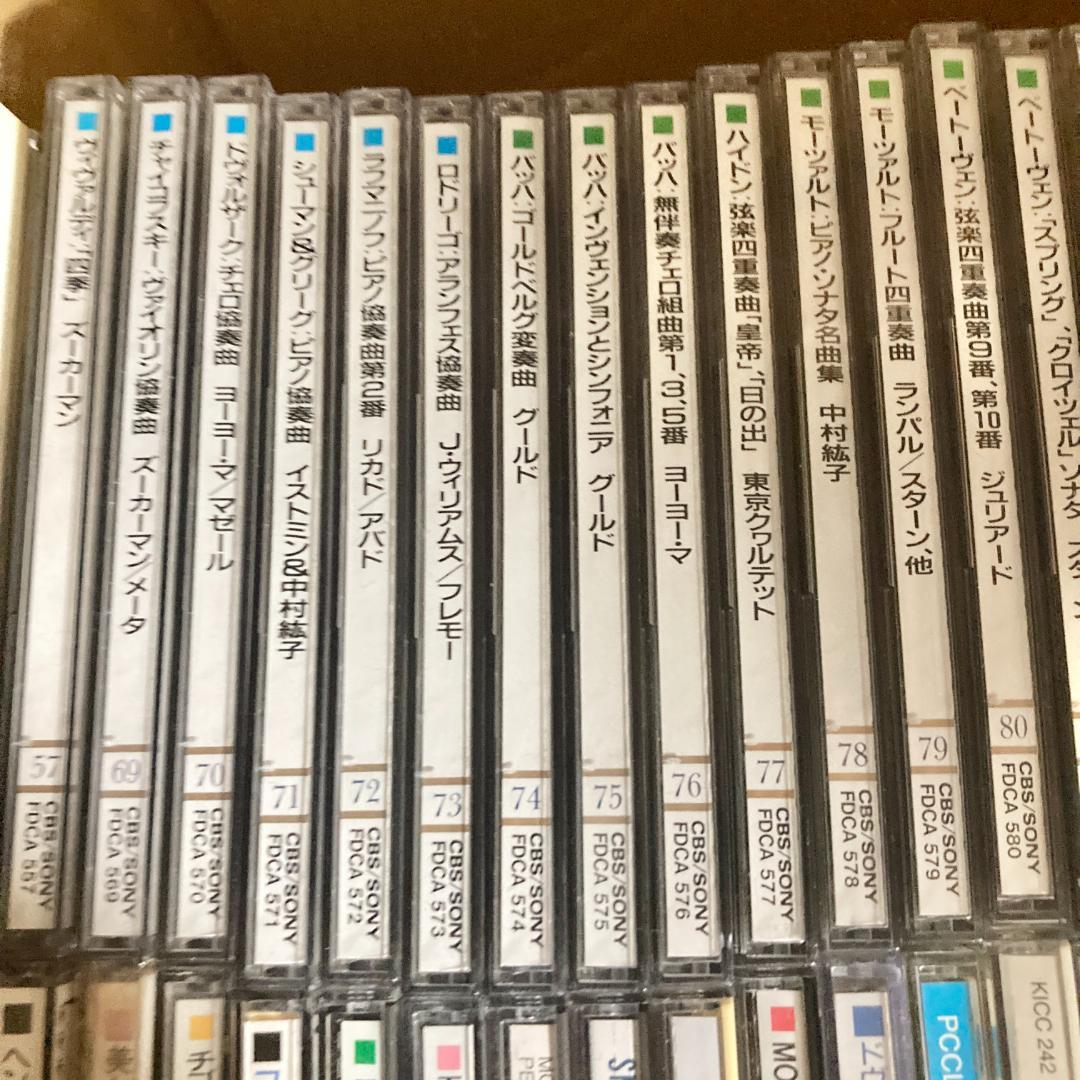 ヴィヴァルディ:「四季」 ズーカーマン
57
CBS/SONY
FDCA 557
チャイコフスキー:ヴァイオリン協奏曲 ズーカーマン/メータ
69
CBS/SONY
FDCA 569
ドヴォルザーク:チェロ協奏曲 ヨーヨー・マ/マゼール
70
CBS/SONY
FDCA 570
シューマン&グリーグ:ピアノ協奏曲 イストミン&中村紘子
71
CBS/SONY
FDCA 571
ラフマニノフ:ピアノ協奏曲第2番 リカド/アバド
72
CBS/SONY
FDCA 572
ロドリーゴ:アランフェス協奏曲 J・ウィリアムス/フレモー
73
CBS/SONY
FDCA 573
バッハ:ゴールドベルグ変奏曲 グールド
74
CBS/SONY
FDCA 574
バッハ:インヴェンションとシンフォニア グールド
75
CBS/SONY
FDCA 575
バッハ:無伴奏チェロ組曲第1、3、5番 ヨーヨー・マ
76
CBS/SONY
FDCA 576
ハイドン:弦楽四重奏曲「皇帝」、「日の出」 東京クヮルテット
77
CBS/SONY
FDCA 577
モーツァルト:ピアノ・ソナタ名曲集 中村紘子
78
CBS/SONY
FDCA 578
モーツァルト:フルート四重奏曲 ランパル/スターン、他
79
CBS/SONY
FDCA 579
ベートーヴェン:弦楽四重奏曲第9番、第10番 ジュリアード
80
CBS/SONY
FDCA 580
ベートーヴェン:「スプリング」、「クロイツェル」ソナタ
美
チ
MO
PCCL
KICC 242